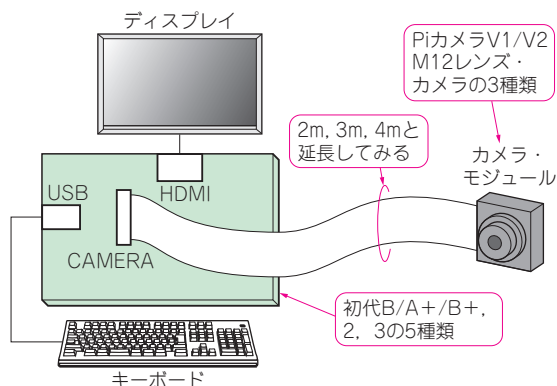 ディスプレイ
PiカメラV1/V2
M12レンズ・
カメラの3種類
2m, 3m, 4mと
延長してみる
カメラ・
モジュール
USB
HDMI
CAMERA
初代B/A+/B+,
2, 3の5種類
キーボード